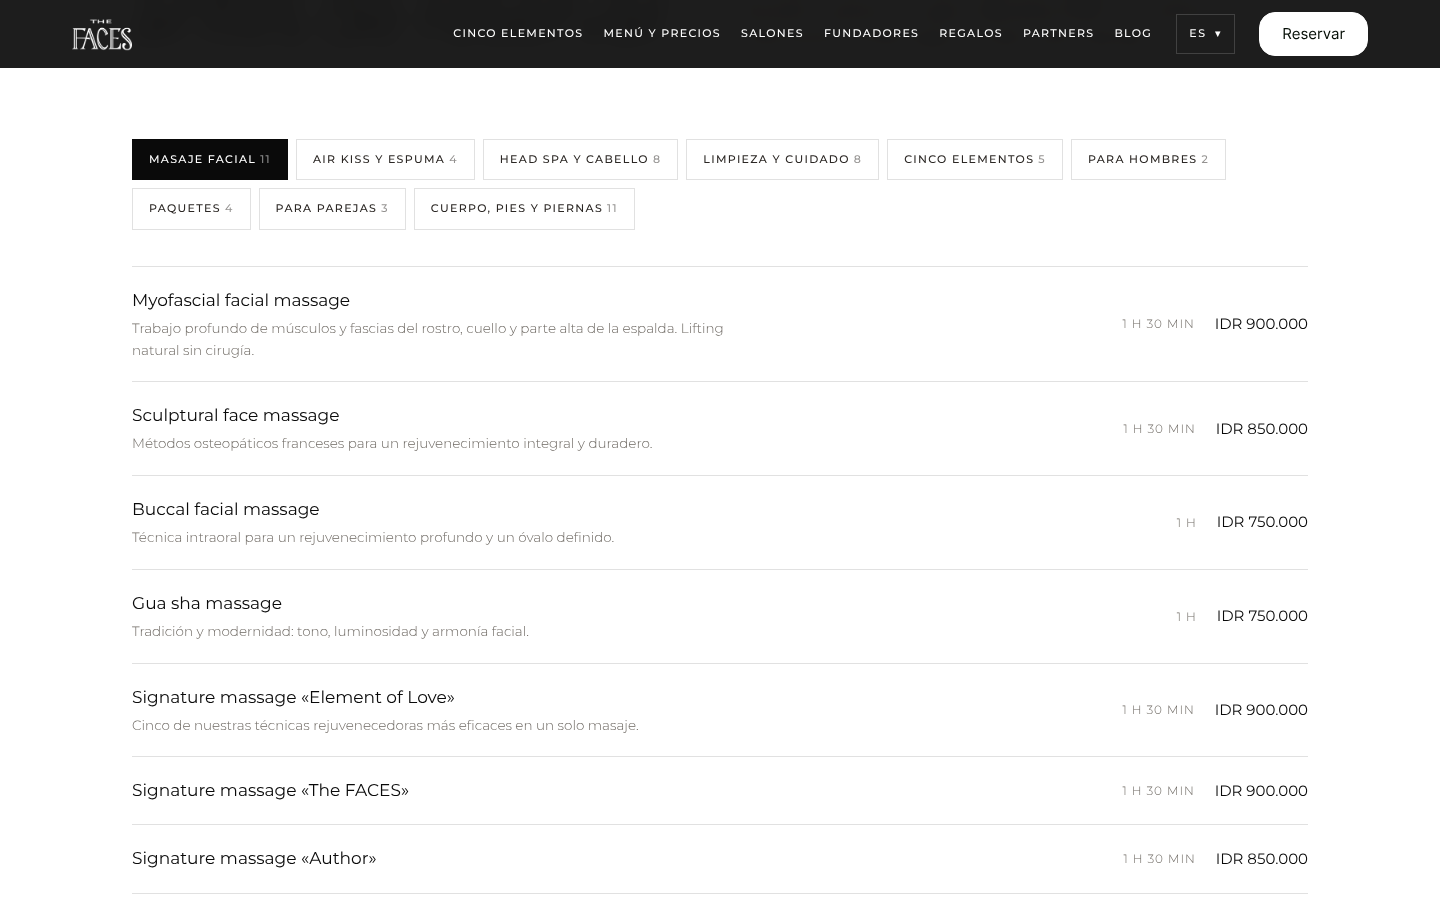 THE
FACES
CINCO ELEMENTOS
MENÚ Y PRECIOS
SALONES
FUNDADORES
REGALOS
PARTNERS
BLOG
ES ▾
Reservar
MASAJE FACIAL 11
AIR KISS Y ESPUMA 4
HEAD SPA Y CABELLO 8
LIMPIEZA Y CUIDADO 8
CINCO ELEMENTOS 5
PARA HOMBRES 2
PAQUETES 4
PARA PAREJAS 3
CUERPO, PIES Y PIERNAS 11
Myofascial facial massage
Trabajo profundo de músculos y fascias del rostro, cuello y parte alta de la espalda. Lifting
natural sin cirugía.
1 H 30 MIN
IDR 900.000
Sculptural face massage
Métodos osteopáticos franceses para un rejuvenecimiento integral y duradero.
1 H 30 MIN
IDR 850.000
Buccal facial massage
Técnica intraoral para un rejuvenecimiento profundo y un óvalo definido.
1 H
IDR 750.000
Gua sha massage
Tradición y modernidad: tono, luminosidad y armonía facial.
1 H
IDR 750.000
Signature massage «Element of Love»
Cinco de nuestras técnicas rejuvenecedoras más eficaces en un solo masaje.
1 H 30 MIN
IDR 900.000
Signature massage «The FACES»
1 H 30 MIN
IDR 900.000
Signature massage «Author»
1 H 30 MIN
IDR 850.000